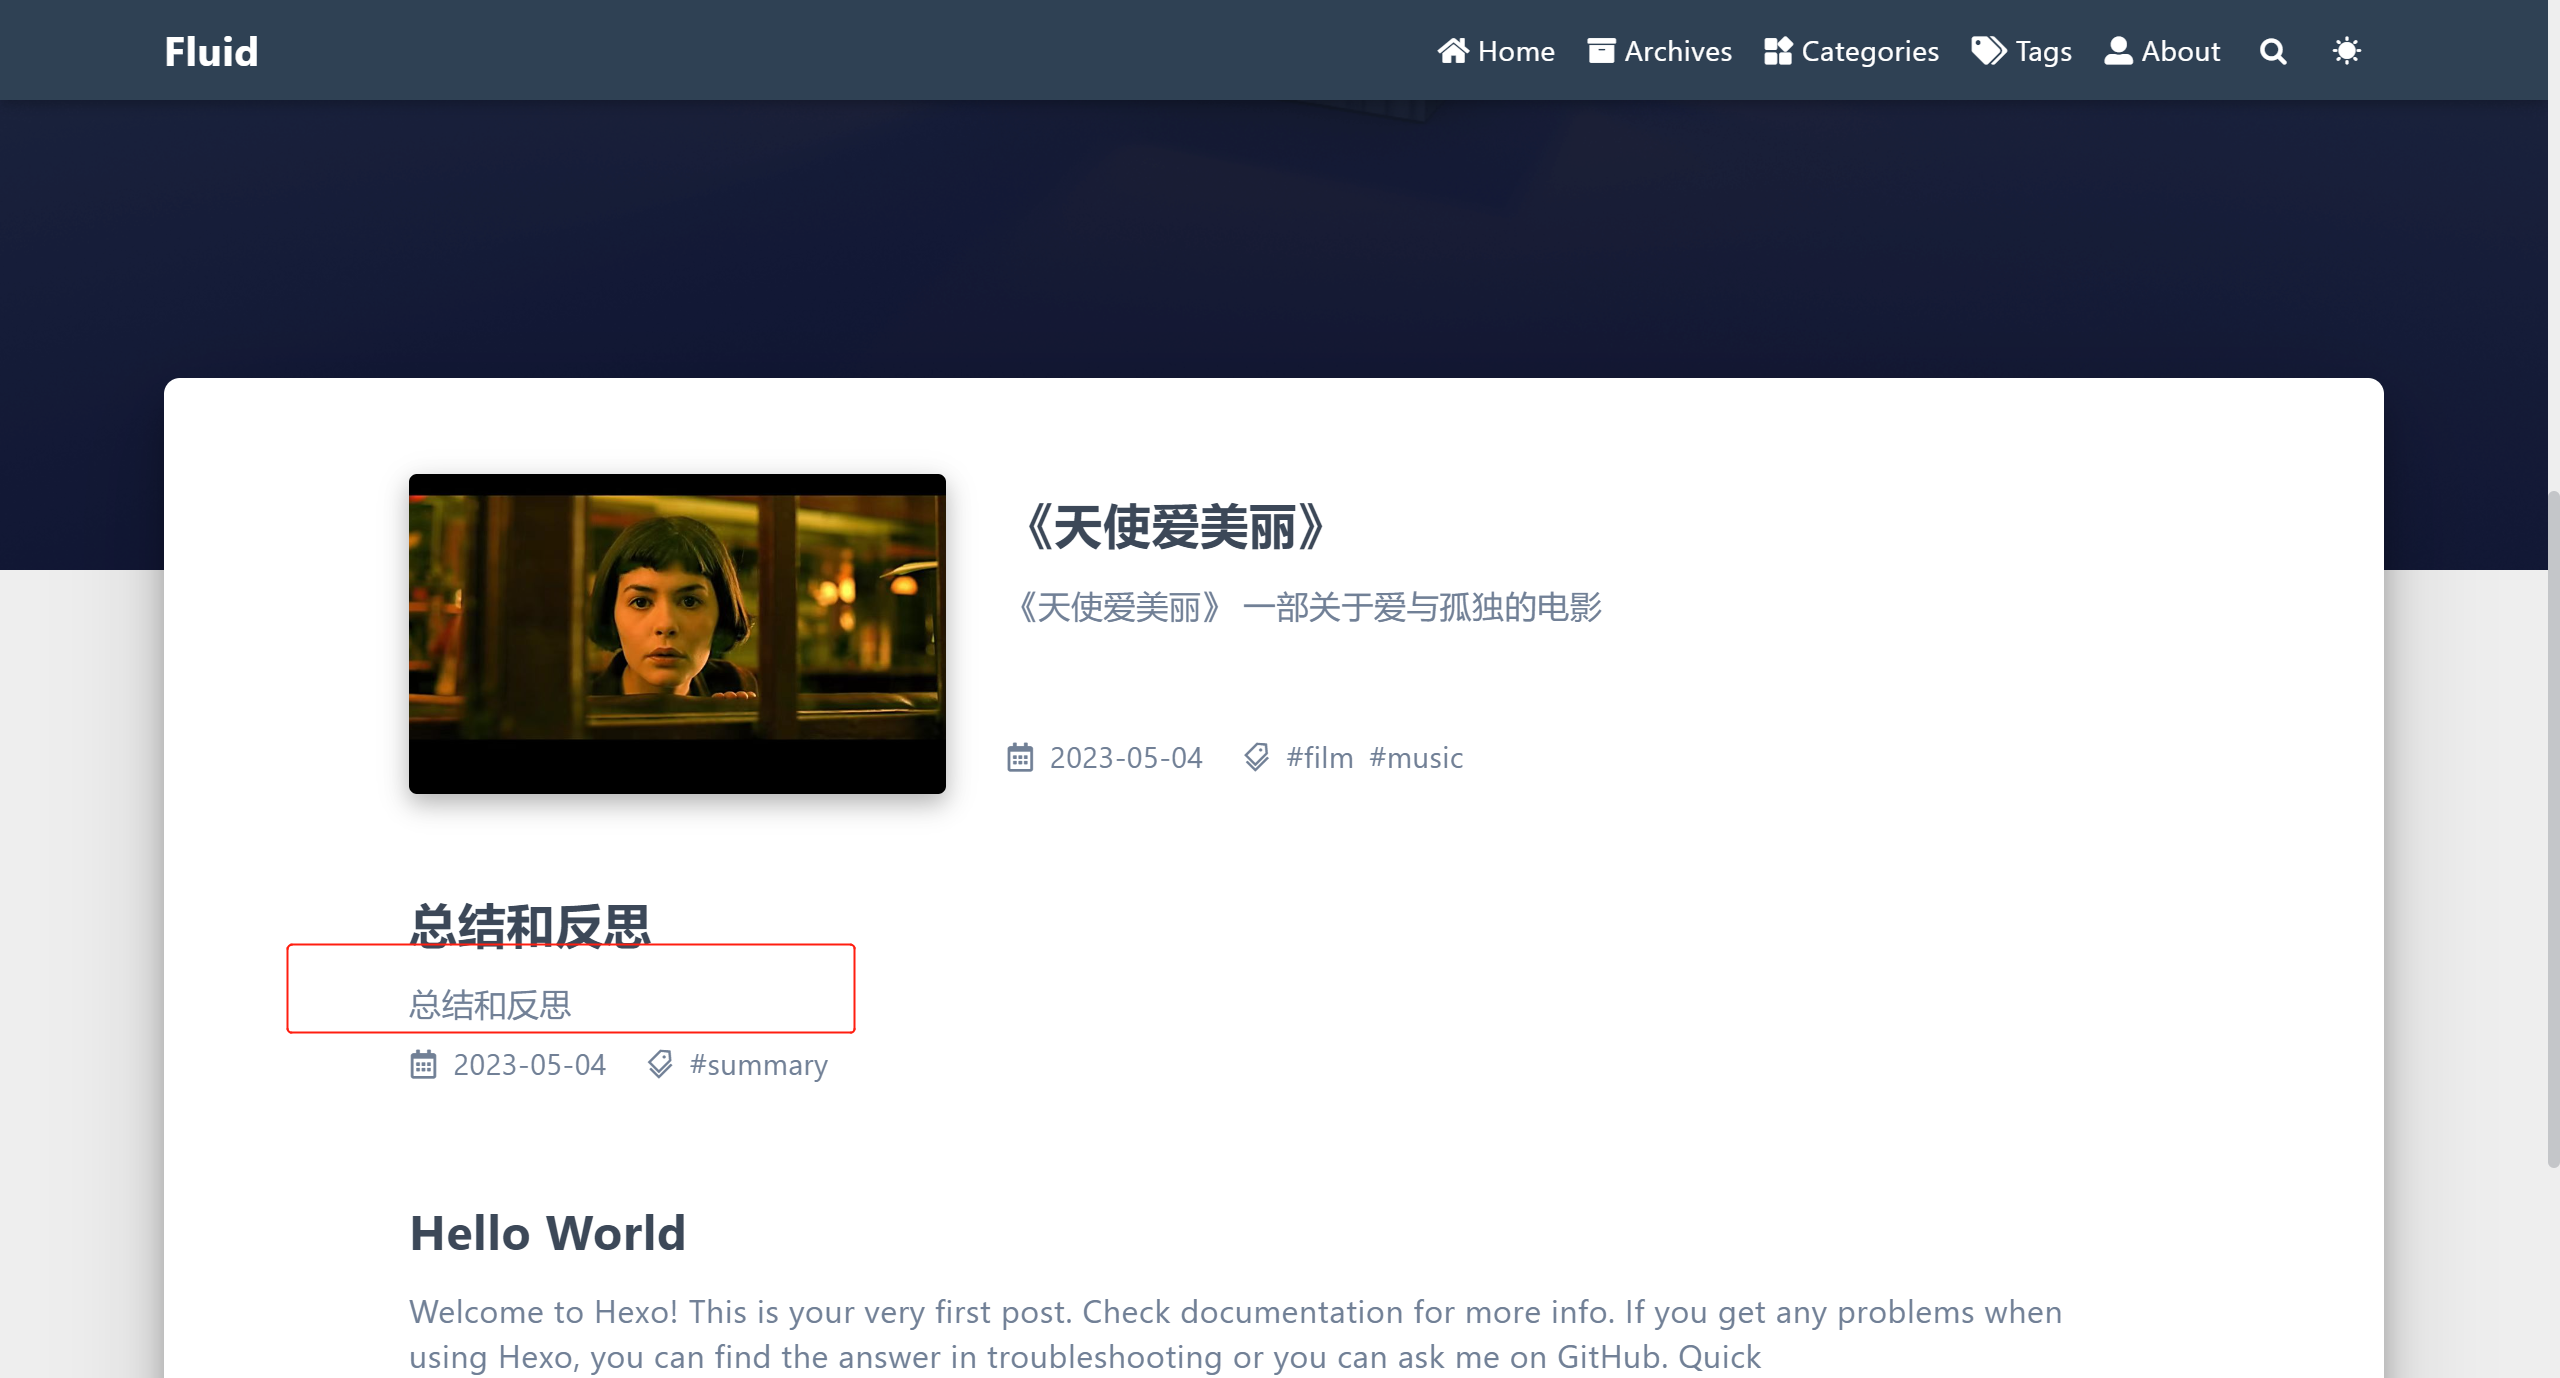 Fluid
Home Archives Categories Tags About
《天使爱美丽》
《天使爱美丽》 一部关于爱与孤独的电影
2023-05-04 #film #music
总结和反思
总结和反思
2023-05-04 #summary
Hello World
Welcome to Hexo! This is your very first post. Check documentation for more info. If you get any problems when
using Hexo, you can find the answer in troubleshooting or you can ask me on GitHub. Quick